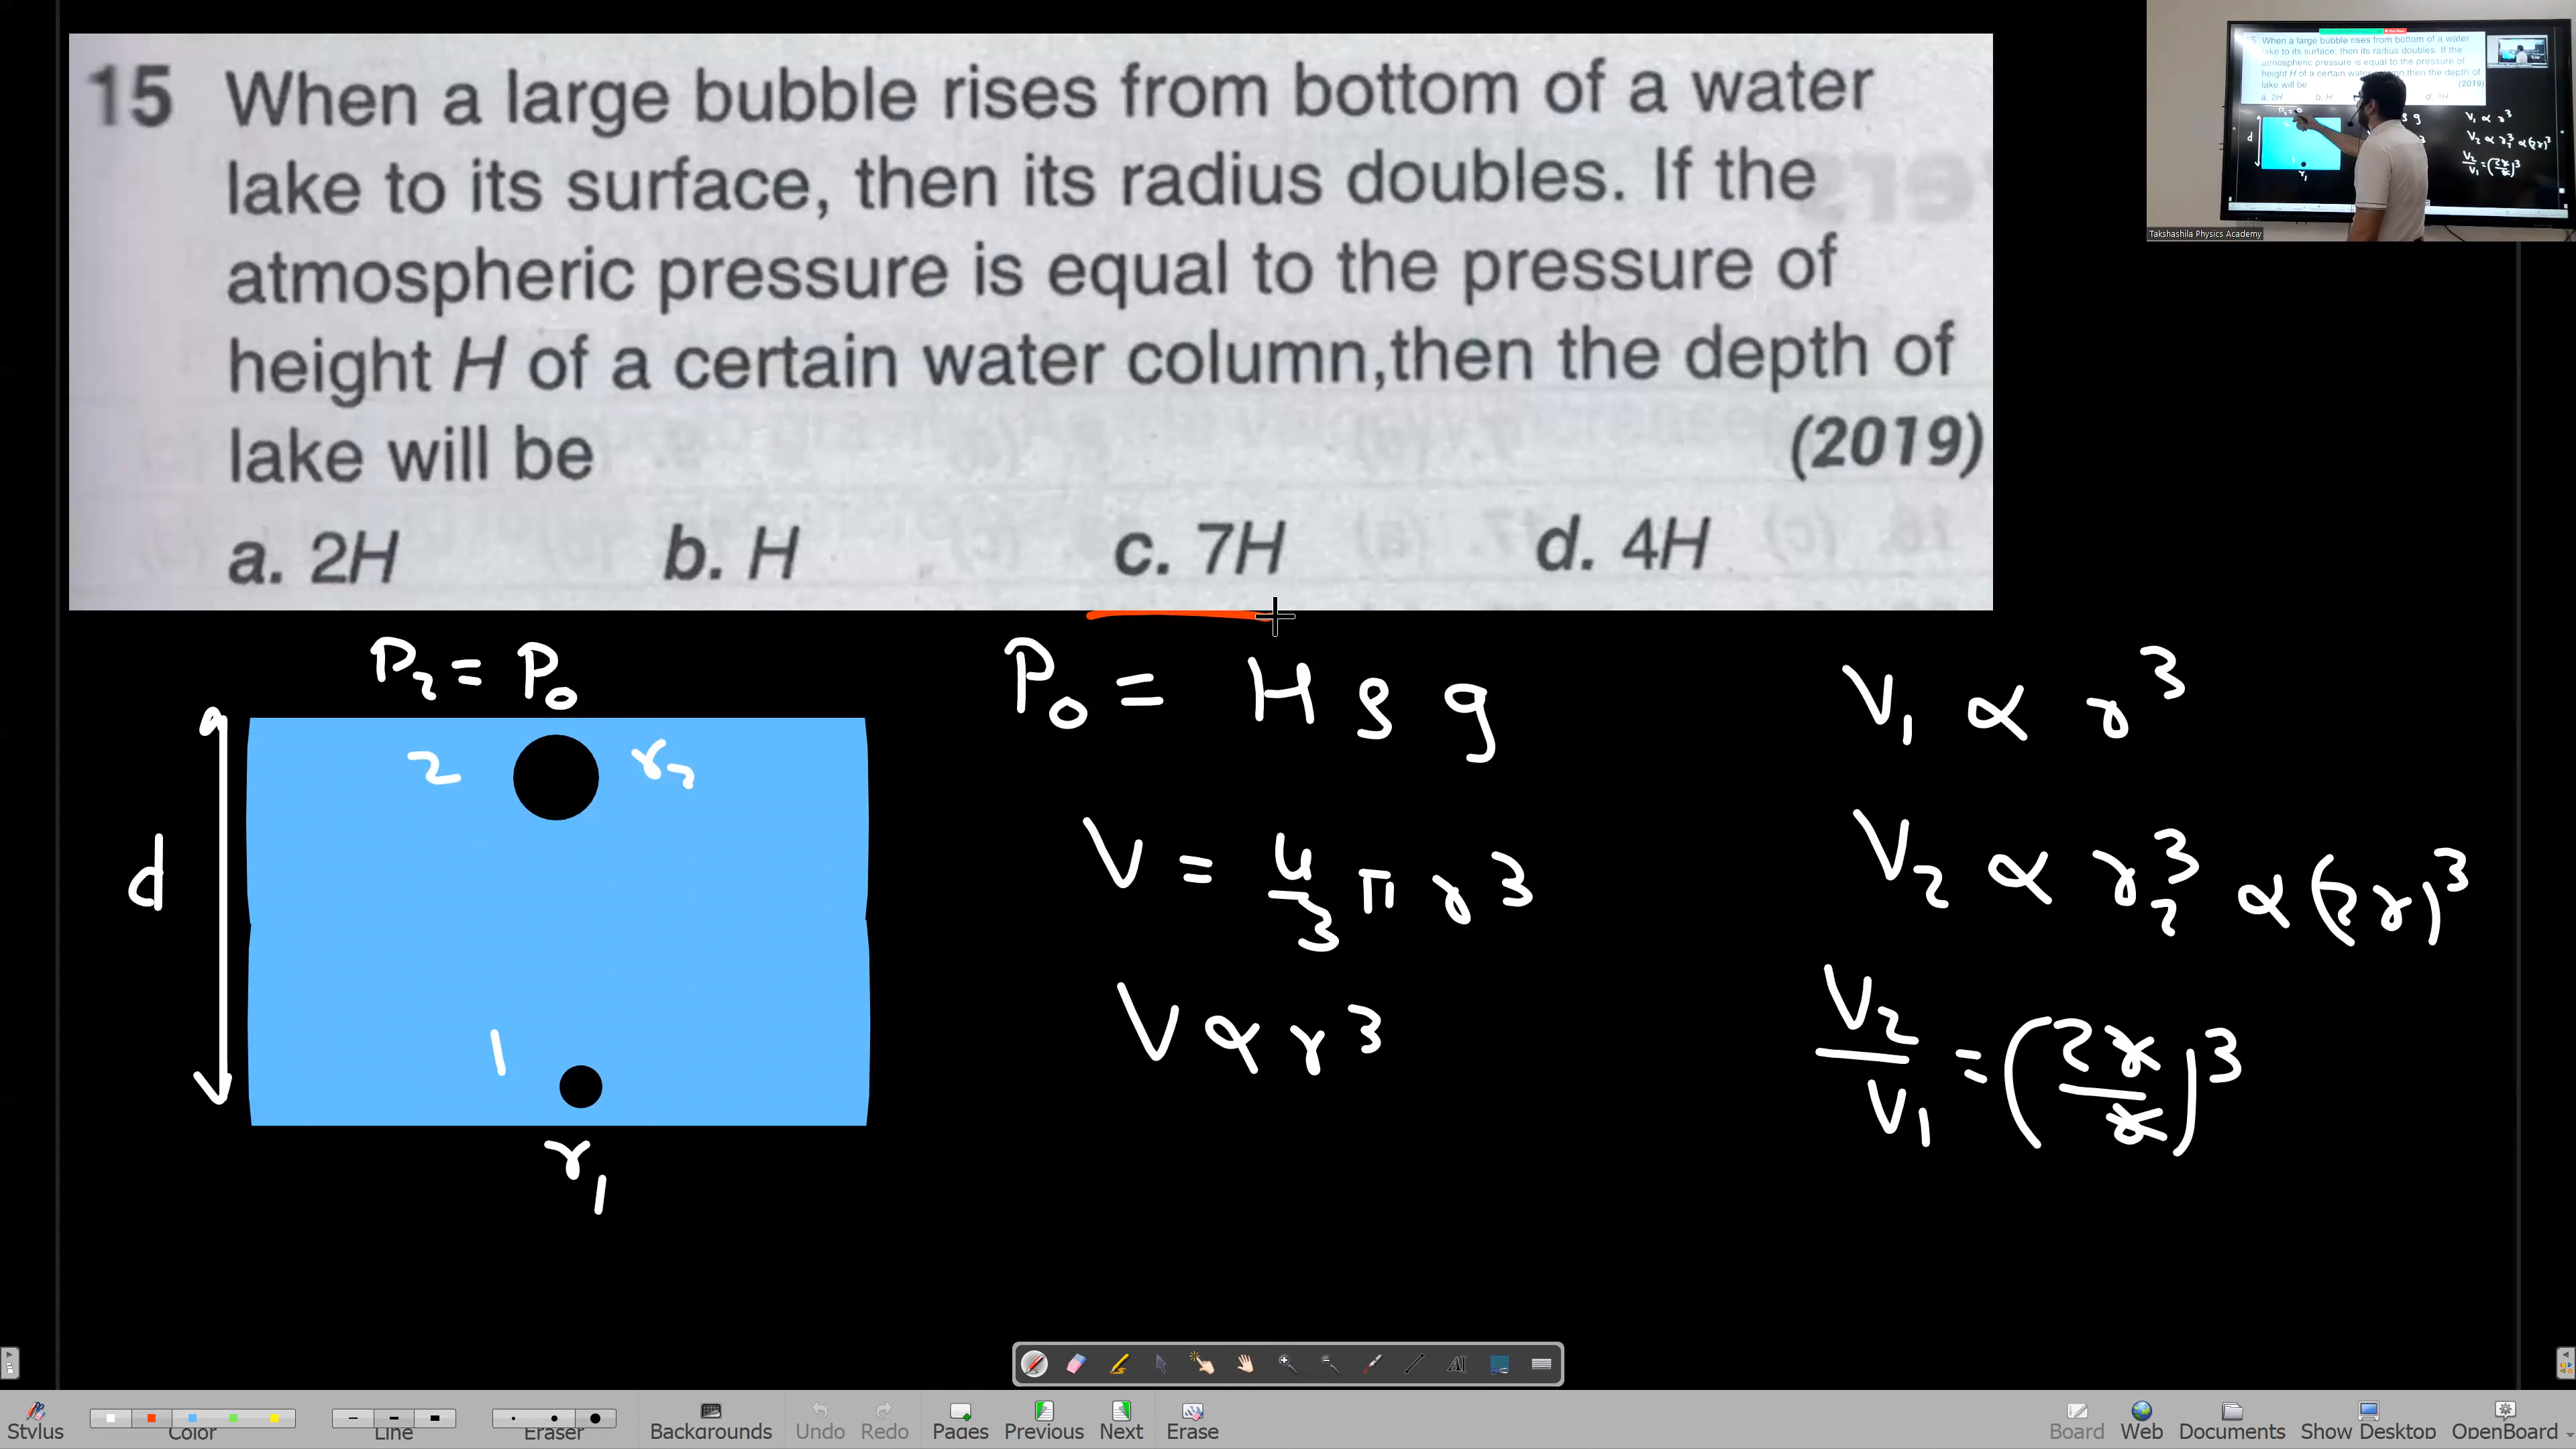 15 When a large bubble rises from bottom of a water
lake to its surface, then its radius doubles. If the
atmospheric pressure is equal to the pressure of
height H of a certain water column,then the depth of
lake will be (2019)
a. 2H b. H c. 7H d. 4H
P₂ = P₀
2 r₂
d
1
r₁
P₀ = H ρ g
V = 4/3 π r³
V ∝ r³
V₁ ∝ r³
V₂ ∝ r₂³ ∝ (2r)³
V₂/V₁ = (2r/r)³
Takshashila Physics Academy
Stylus Color Line Eraser Backgrounds Undo Redo Pages Previous Next Erase Board Web Documents Show Desktop OpenBoard